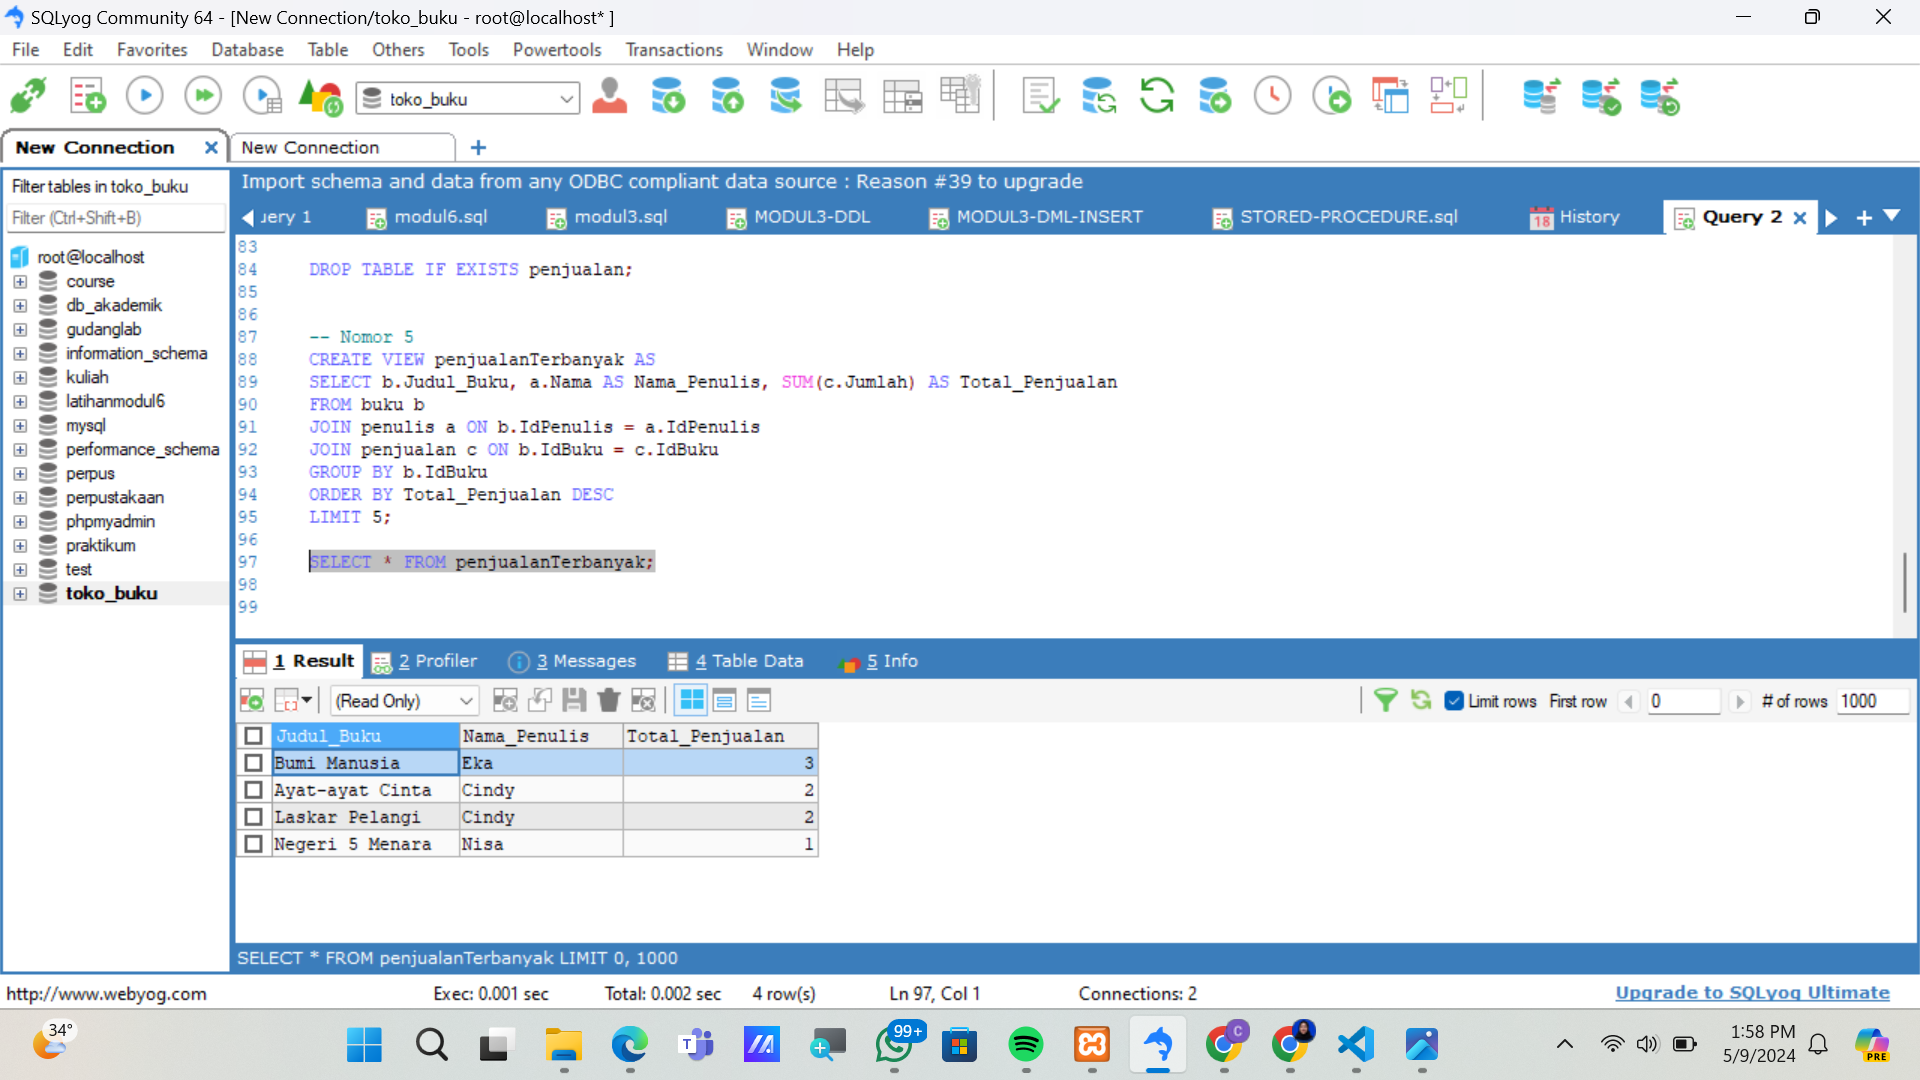 SQLyog Community 64 - [New Connection/toko_buku - root@localhost* ]
File Edit Favorites Database Table Others Tools Powertools Transactions Window Help
toko_buku
New Connection
New Connection
Filter tables in toko_buku
Filter (Ctrl+Shift+B)
root@localhost
course
db_akademik
gudanglab
information_schema
kuliah
latihanmodul6
mysql
performance_schema
perpus
perpustakaan
phpmyadmin
praktikum
test
toko_buku
Import schema and data from any ODBC compliant data source : Reason #39 to upgrade
uery 1 modul6.sql modul3.sql MODUL3-DDL MODUL3-DML-INSERT STORED-PROCEDURE.sql 18 History Query 2
83
84 DROP TABLE IF EXISTS penjualan;
85
86
87 -- Nomor 5
88 CREATE VIEW penjualanTerbanyak AS
89 SELECT b.Judul_Buku, a.Nama AS Nama_Penulis, SUM(c.Jumlah) AS Total_Penjualan
90 FROM buku b
91 JOIN penulis a ON b.IdPenulis = a.IdPenulis
92 JOIN penjualan c ON b.IdBuku = c.IdBuku
93 GROUP BY b.IdBuku
94 ORDER BY Total_Penjualan DESC
95 LIMIT 5;
96
97 SELECT * FROM penjualanTerbanyak;
98
99
1 Result 2 Profiler 3 Messages 4 Table Data 5 Info
(Read Only) Limit rows First row 0 # of rows 1000
Judul_Buku Nama_Penulis Total_Penjualan
Bumi Manusia Eka 3
Ayat-ayat Cinta Cindy 2
Laskar Pelangi Cindy 2
Negeri 5 Menara Nisa 1
SELECT * FROM penjualanTerbanyak LIMIT 0, 1000
http://www.webyog.com Exec: 0.001 sec Total: 0.002 sec 4 row(s) Ln 97, Col 1 Connections: 2 Upgrade to SQLyog Ultimate
34° 99+ C 1:58 PM
5/9/2024 PRE